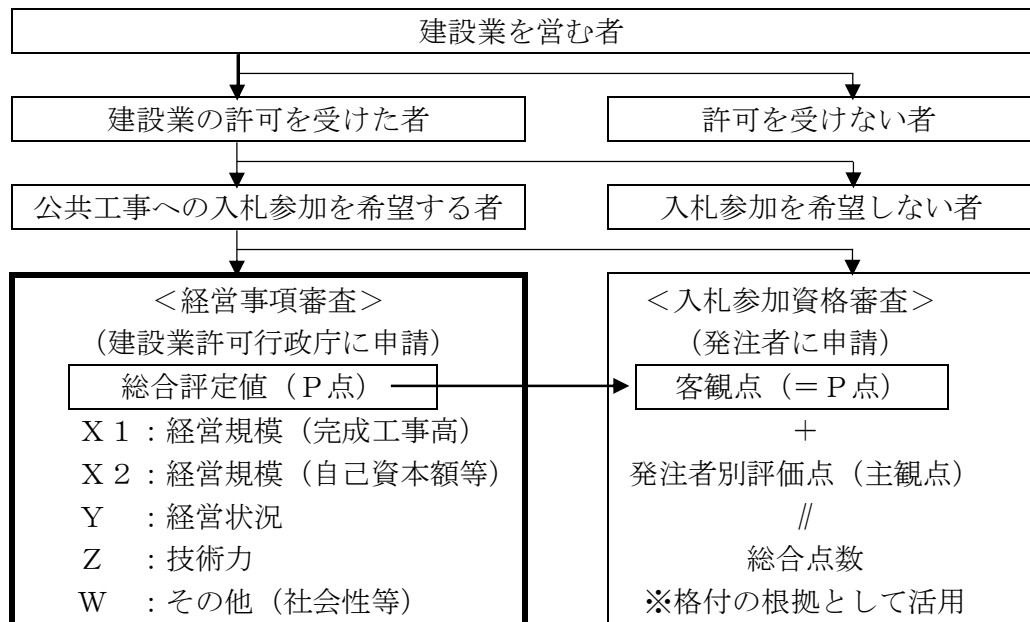 建設業を営む者
建設業の許可を受けた者
許可を受けない者
公共工事への入札参加を希望する者
入札参加を希望しない者
<経営事項審査>
(建設業許可行政庁に申請)
総合評定値(P点)
X1:経営規模(完成工事高)
X2:経営規模(自己資本額等)
Y :経営状況
Z :技術力
W :その他(社会性等)
<入札参加資格審査>
(発注者に申請)
客観点(=P点)
+
発注者別評価点(主観点)
∥
総合点数
※格付の根拠として活用